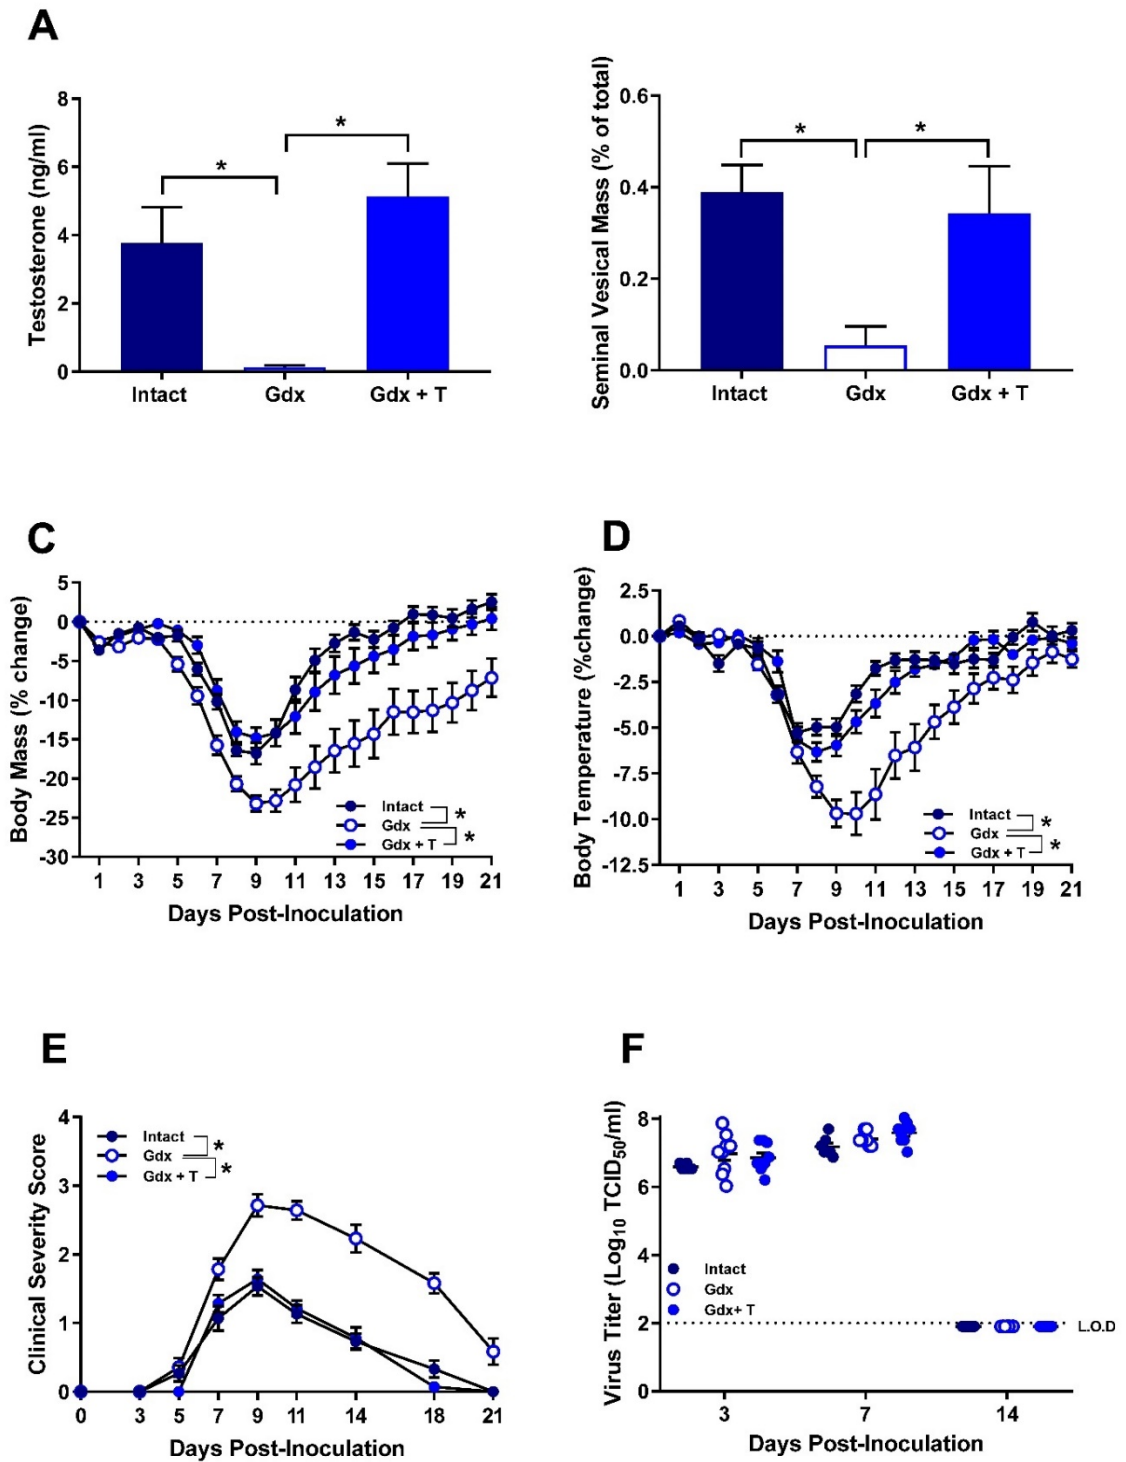 A
Testosterone (ng/ml)
8
6
4
2
0
*
*
Intact Gdx Gdx + T
Seminal Vesical Mass (% of total)
0.6
0.4
0.2
0.0
*
*
Intact Gdx Gdx + T
C
Body Mass (% change)
5
0
-5
-10
-15
-20
-25
-30
Intact
Gdx
Gdx + T
*
*
1 3 5 7 9 11 13 15 17 19 21
Days Post-Inoculation
D
Body Temperature (%change)
2.5
0.0
-2.5
-5.0
-7.5
-10.0
-12.5
Intact
Gdx
Gdx + T
*
*
1 3 5 7 9 11 13 15 17 19 21
Days Post-Inoculation
E
Clinical Severity Score
4
3
2
1
0
Intact
Gdx
Gdx + T
*
*
0 3 5 7 9 11 14 18 21
Days Post-Inoculation
F
Virus Titer (Log10 TCID50/ml)
8
6
4
2
0
Intact
Gdx
Gdx+ T
L.O.D
3 7 14
Days Post-Inoculation